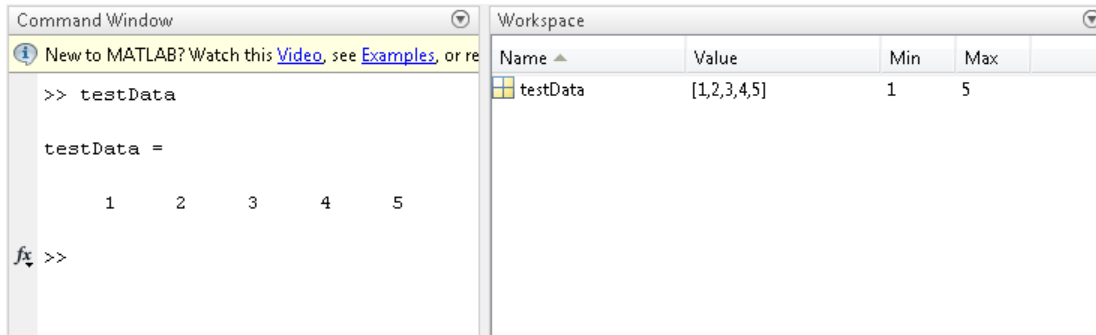 Command Window
New to MATLAB? Watch this Video, see Examples, or re
>> testData
testData =
1 2 3 4 5
fx >>
Workspace
Name Value Min Max
testData [1,2,3,4,5] 1 5